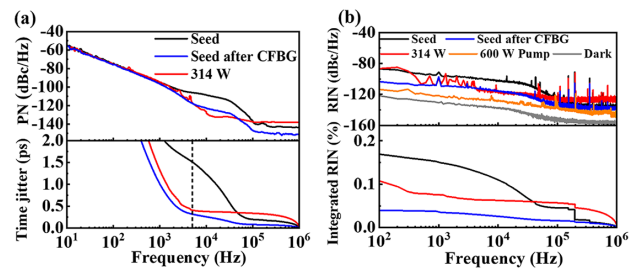 (a)
-40
-60
-80
-100
-120
-140
PN (dBc/Hz)
Seed
Seed after CFBG
314 W
2.0
1.5
1.0
0.5
0.0
Time jitter (ps)
10¹ 10² 10³ 10⁴ 10⁵ 10⁶
Frequency (Hz)
(b)
-40
-80
-120
-160
RIN (dBc/Hz)
Seed Seed after CFBG
314 W 600 W Pump Dark
0.2
0.1
0.0
Integrated RIN (%)
10² 10³ 10⁴ 10⁵ 10⁶
Frequency (Hz)